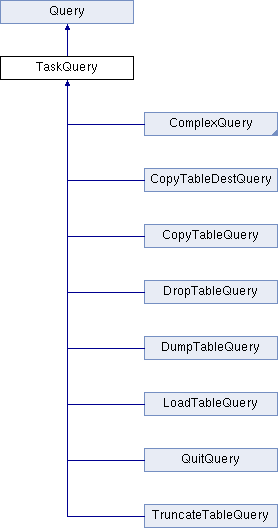 Query
TaskQuery
ComplexQuery
CopyTableDestQuery
CopyTableQuery
DropTableQuery
DumpTableQuery
LoadTableQuery
QuitQuery
TruncateTableQuery